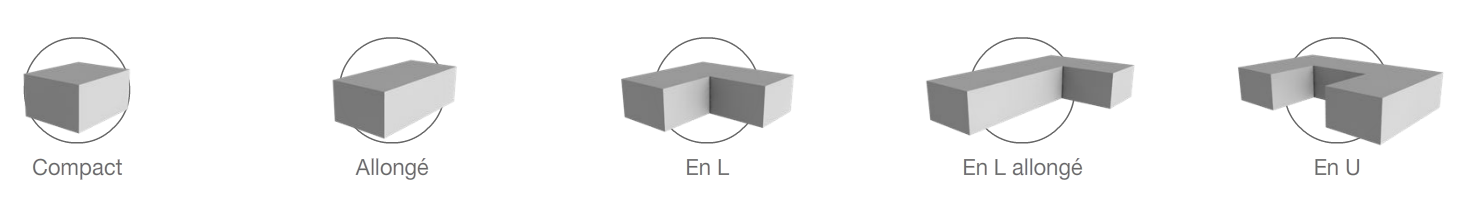 Compact
Allongé
En L
En L allongé
En U